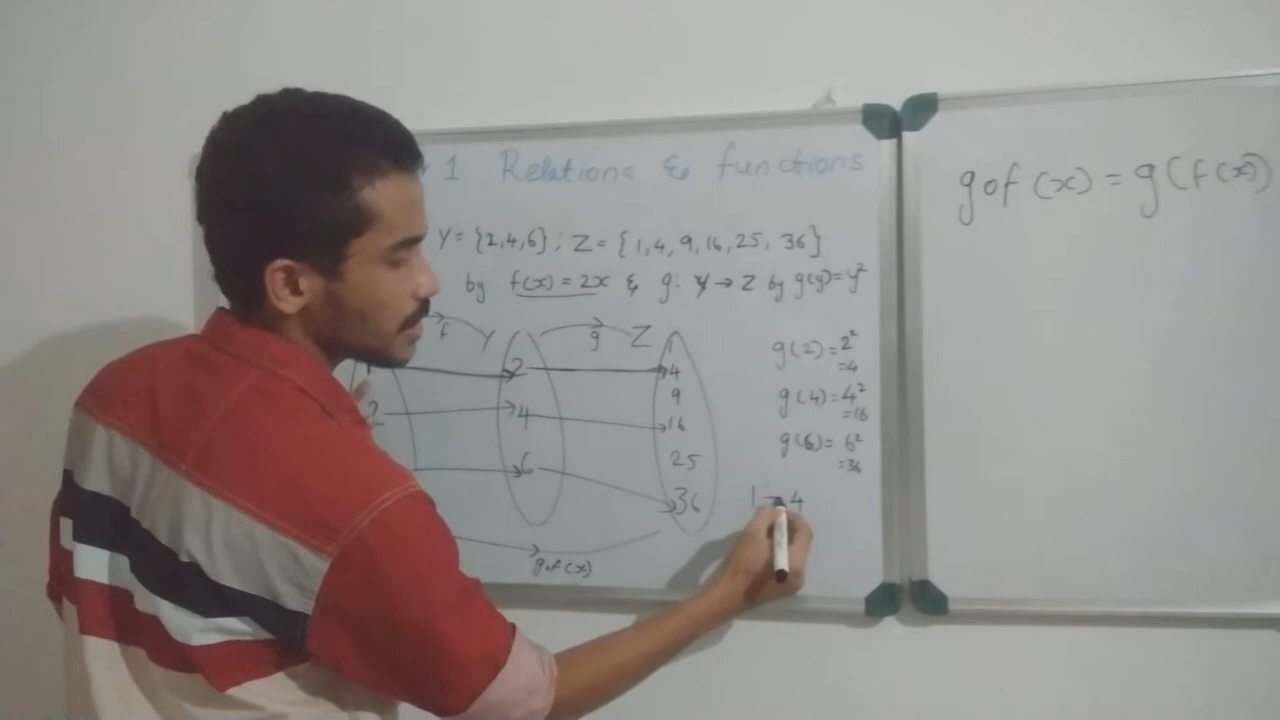 1 Relations & functions
Y = {2,4,6} ; Z = {1,4,9,16,25, 36}
by f(x) = 2x & g: Y → Z by g(y)=y²
f Y g Z
1 2 1
4
2 4 9
16
6 25
36
g(2)=2²
=4
g(4)=4²
=16
g(6)= 6²
=36
1 → 4
gof(x)
gof (x) = g(f(x))